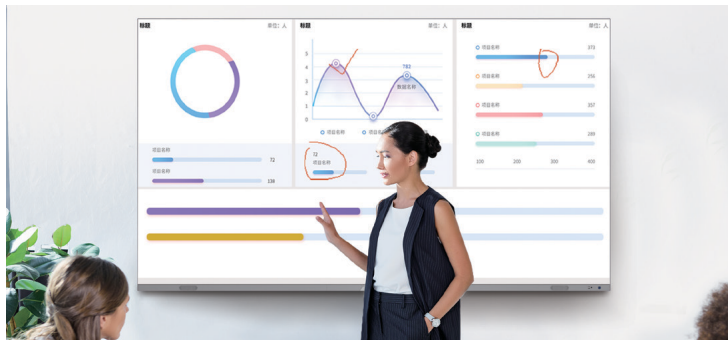 标题
单位: 人
项目名称
72
项目名称
138
标题
单位: 人
5
4
3
2
1
0
783
数据名称
项目名称
项目名称
72
项目名称
标题
单位: 人
项目名称
373
项目名称
256
项目名称
357
项目名称
289
100
200
300
400